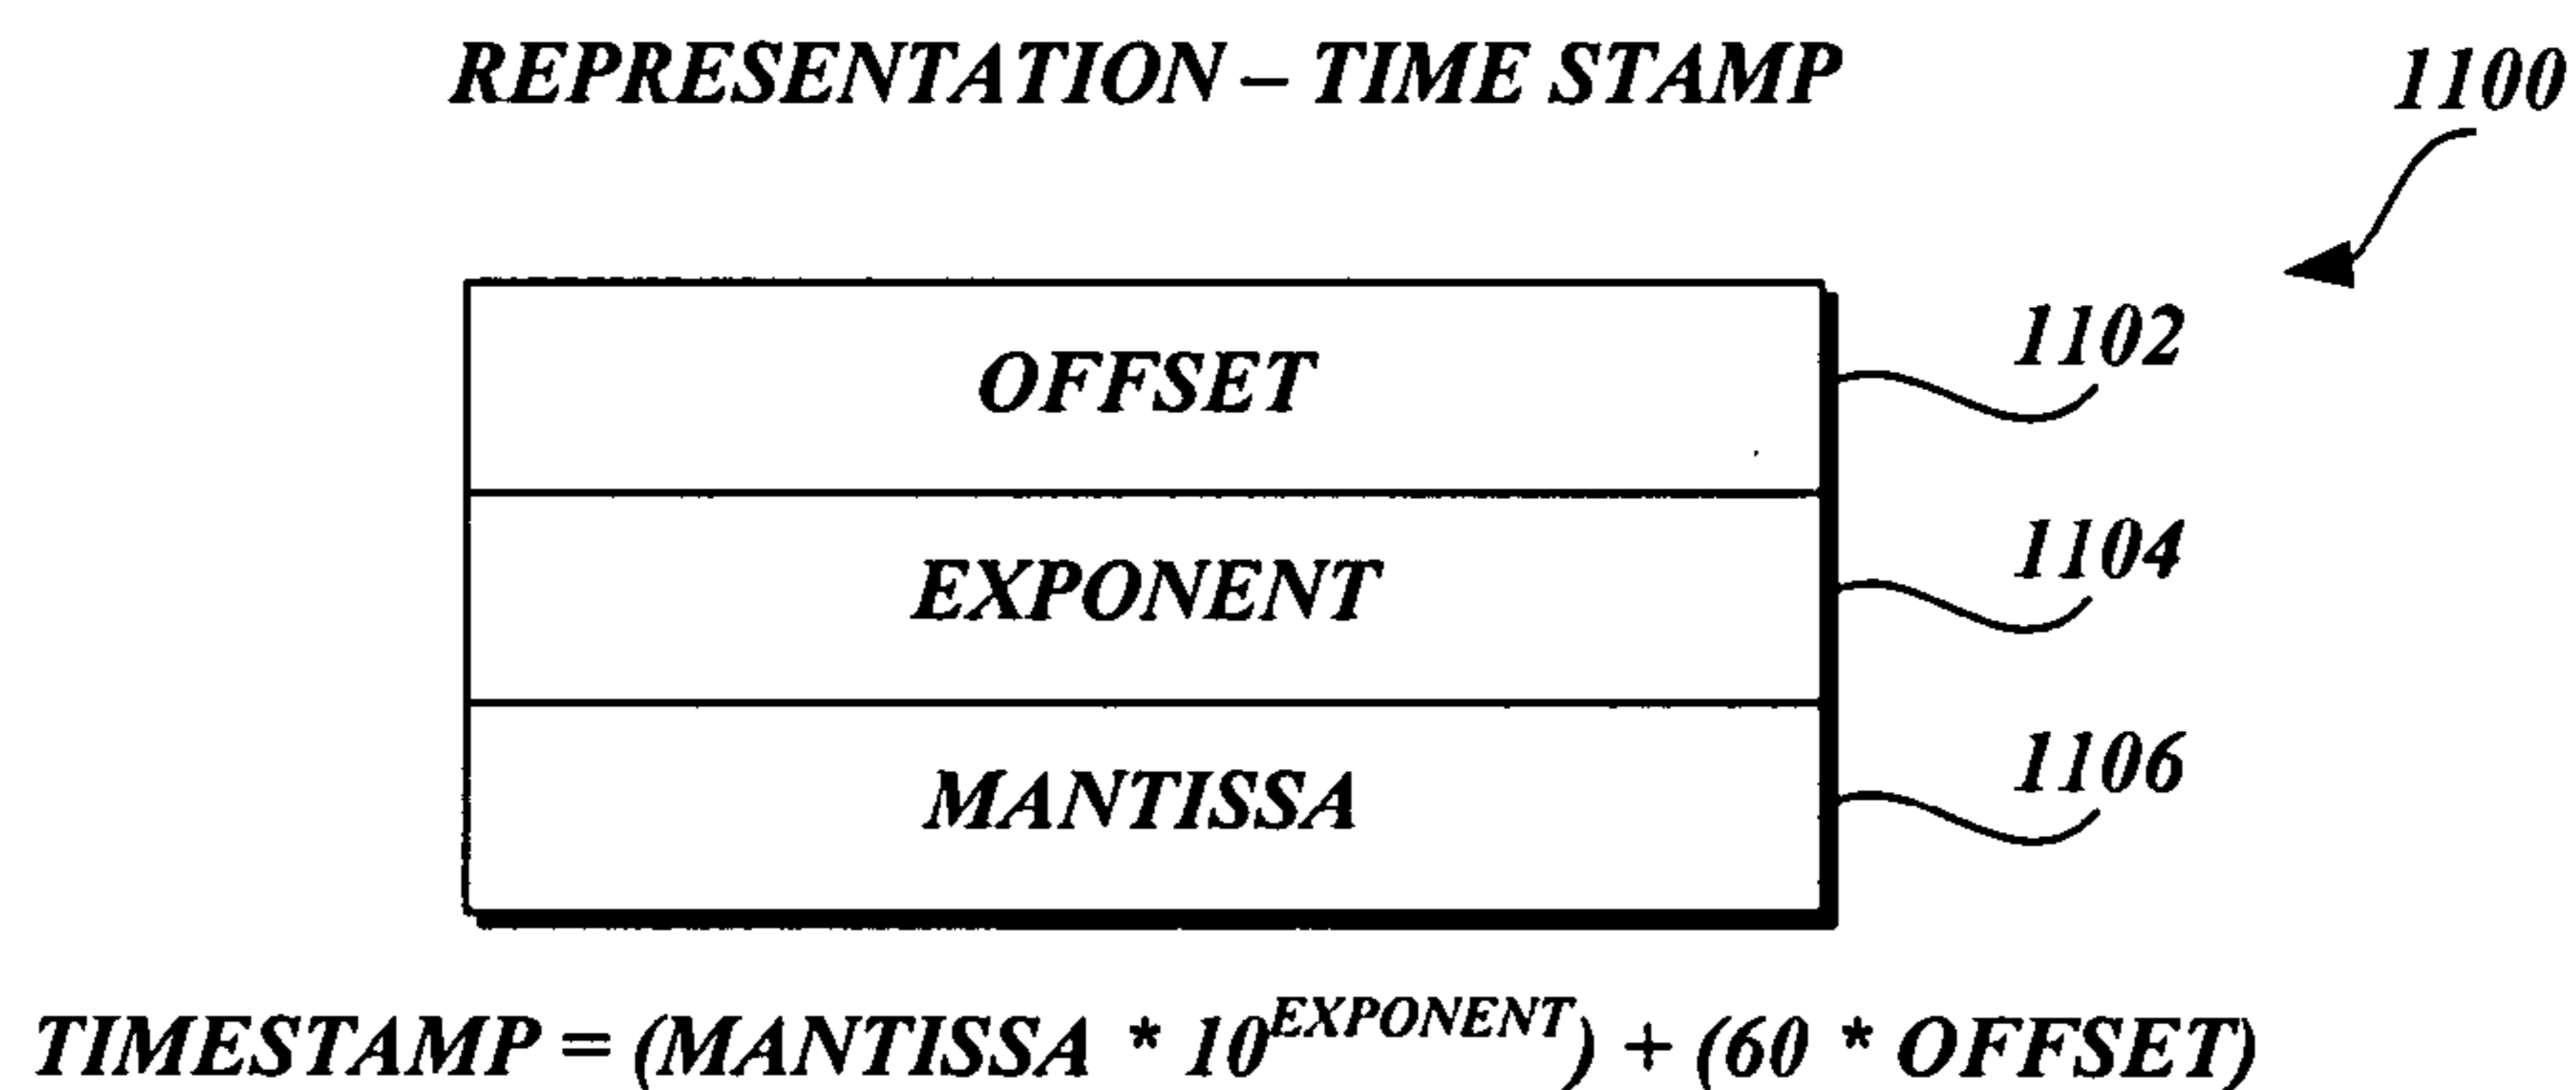 REPRESENTATION – TIME STAMP
1100
OFFSET
1102
EXPONENT
1104
MANTISSA
1106
TIMESTAMP = (MANTISSA * 10^EXPONENT) + (60 * OFFSET)